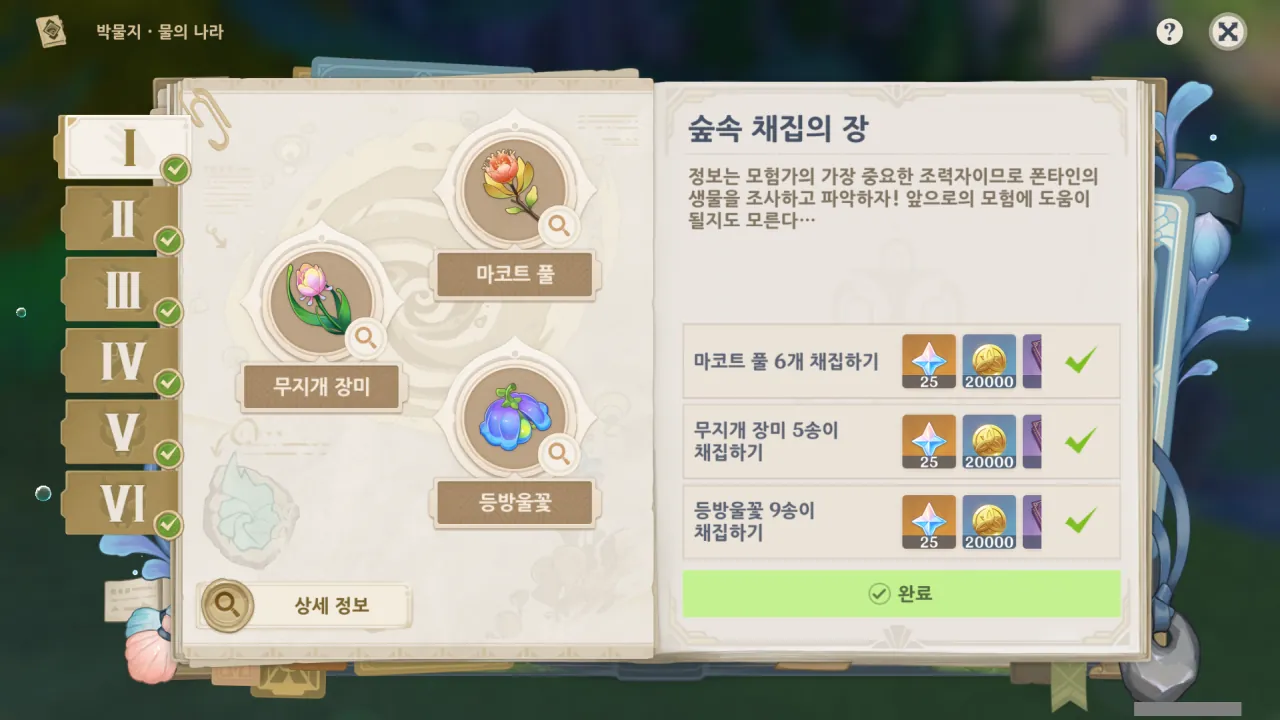 박물지 · 물의 나라
?
I
II
III
IV
V
VI
마코트 풀
무지개 장미
등방울꽃
상세 정보
숲속 채집의 장
정보는 모험가의 가장 중요한 조력자이므로 폰타인의
생물을 조사하고 파악하자! 앞으로의 모험에 도움이
될지도 모른다…
마코트 풀 6개 채집하기
25
20000
무지개 장미 5송이
채집하기
25
20000
등방울꽃 9송이
채집하기
25
20000
완료